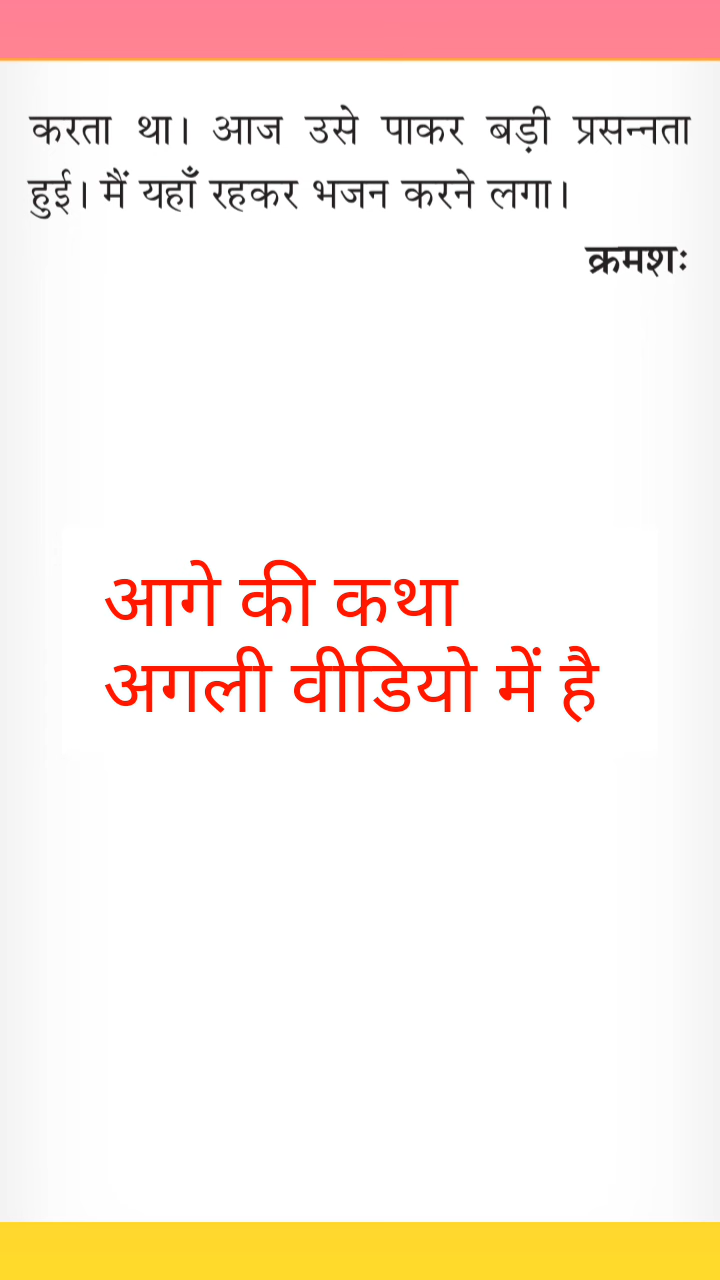 करता था। आज उसे पाकर बड़ी प्रसन्नता
हुई। मैं यहाँ रहकर भजन करने लगा।
क्रमशः
आगे की कथा
अगली वीडियो में है